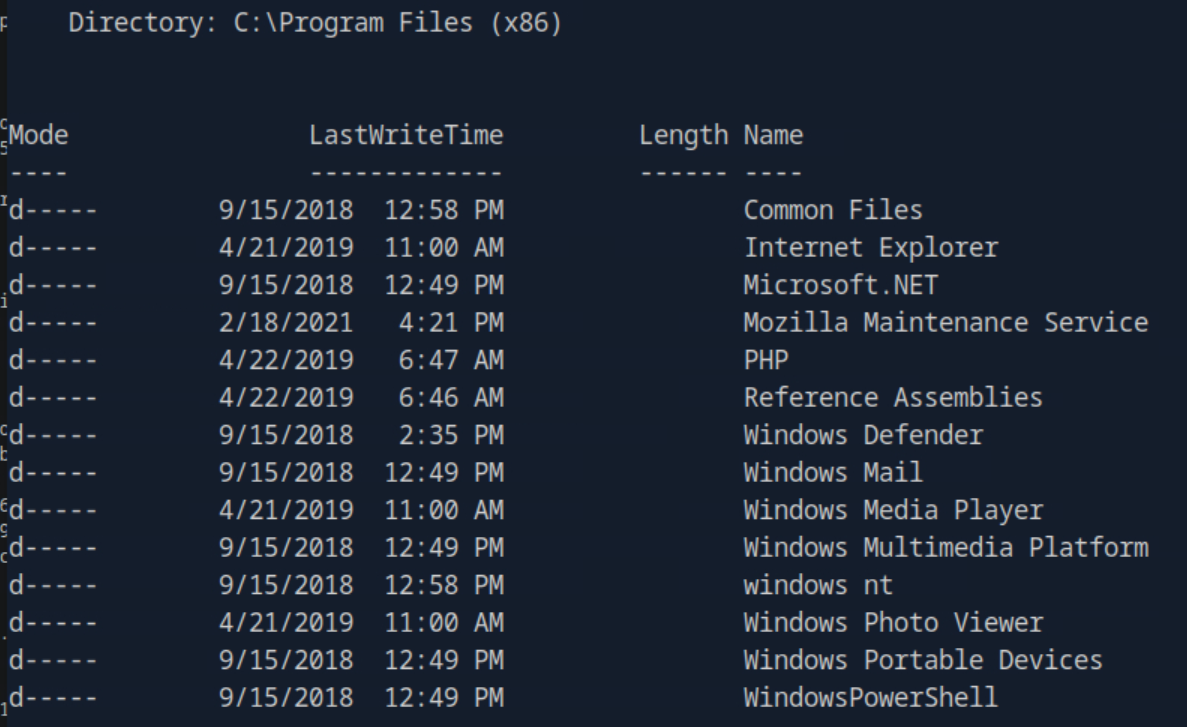 Directory: C:\Program Files (x86)
Mode                LastWriteTime         Length Name
----                -------------         ------ ----
d-----        9/15/2018  12:58 PM                Common Files
d-----        4/21/2019  11:00 AM                Internet Explorer
d-----        9/15/2018  12:49 PM                Microsoft.NET
d-----        2/18/2021   4:21 PM                Mozilla Maintenance Service
d-----        4/22/2019   6:47 AM                PHP
d-----        4/22/2019   6:46 AM                Reference Assemblies
d-----        9/15/2018   2:35 PM                Windows Defender
d-----        9/15/2018  12:49 PM                Windows Mail
d-----        4/21/2019  11:00 AM                Windows Media Player
d-----        9/15/2018  12:49 PM                Windows Multimedia Platform
d-----        9/15/2018  12:58 PM                windows nt
d-----        4/21/2019  11:00 AM                Windows Photo Viewer
d-----        9/15/2018  12:49 PM                Windows Portable Devices
d-----        9/15/2018  12:49 PM                WindowsPowerShell